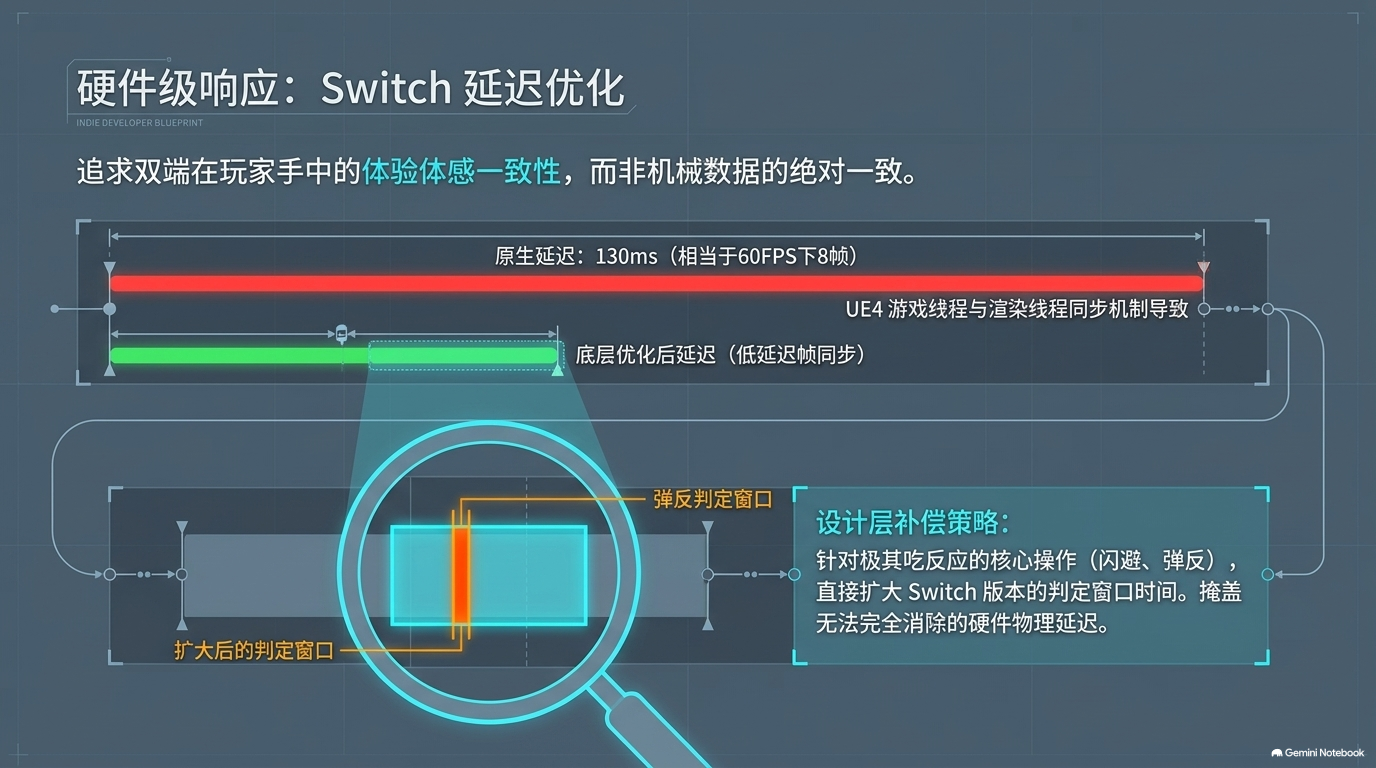 硬件级响应：Switch 延迟优化
INDIE DEVELOPER BLUEPRINT
追求双端在玩家手中的体验体感一致性，而非机械数据的绝对一致。
原生延迟：130ms（相当于60FPS下8帧）
UE4 游戏线程与渲染线程同步机制导致
底层优化后延迟（低延迟帧同步）
弹反判定窗口
扩大后的判定窗口
设计层补偿策略：
针对极其吃反应的核心操作（闪避、弹反），
直接扩大 Switch 版本的判定窗口时间。掩盖
无法完全消除的硬件物理延迟。
Gemini Notebook